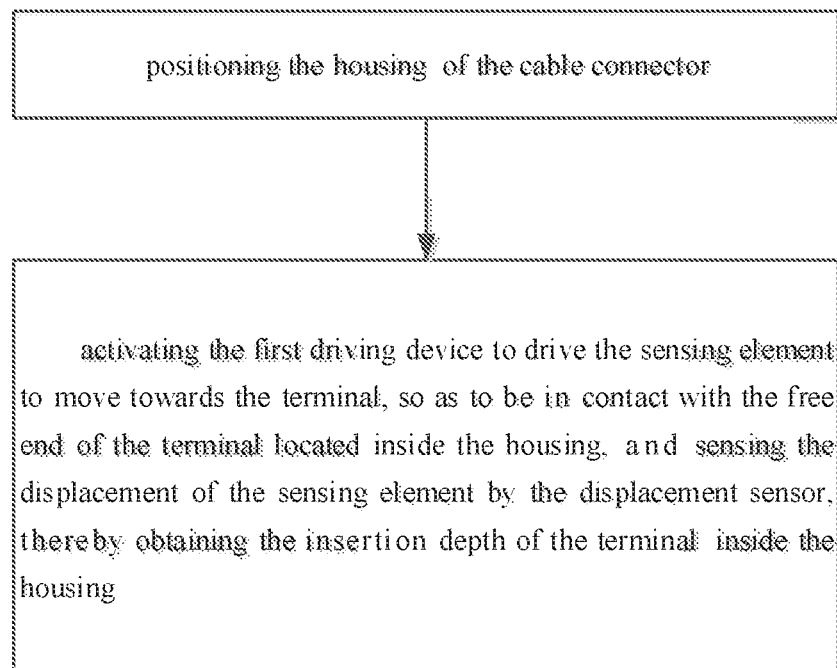 positioning the housing of the cable connector
activating the first driving device to drive the sensing element
to move towards the terminal, so as to be in contact with the free
end of the terminal located inside the housing, and sensing the
displacement of the sensing element by the displacement sensor,
thereby obtaining the insertion depth of the terminal inside the
housing